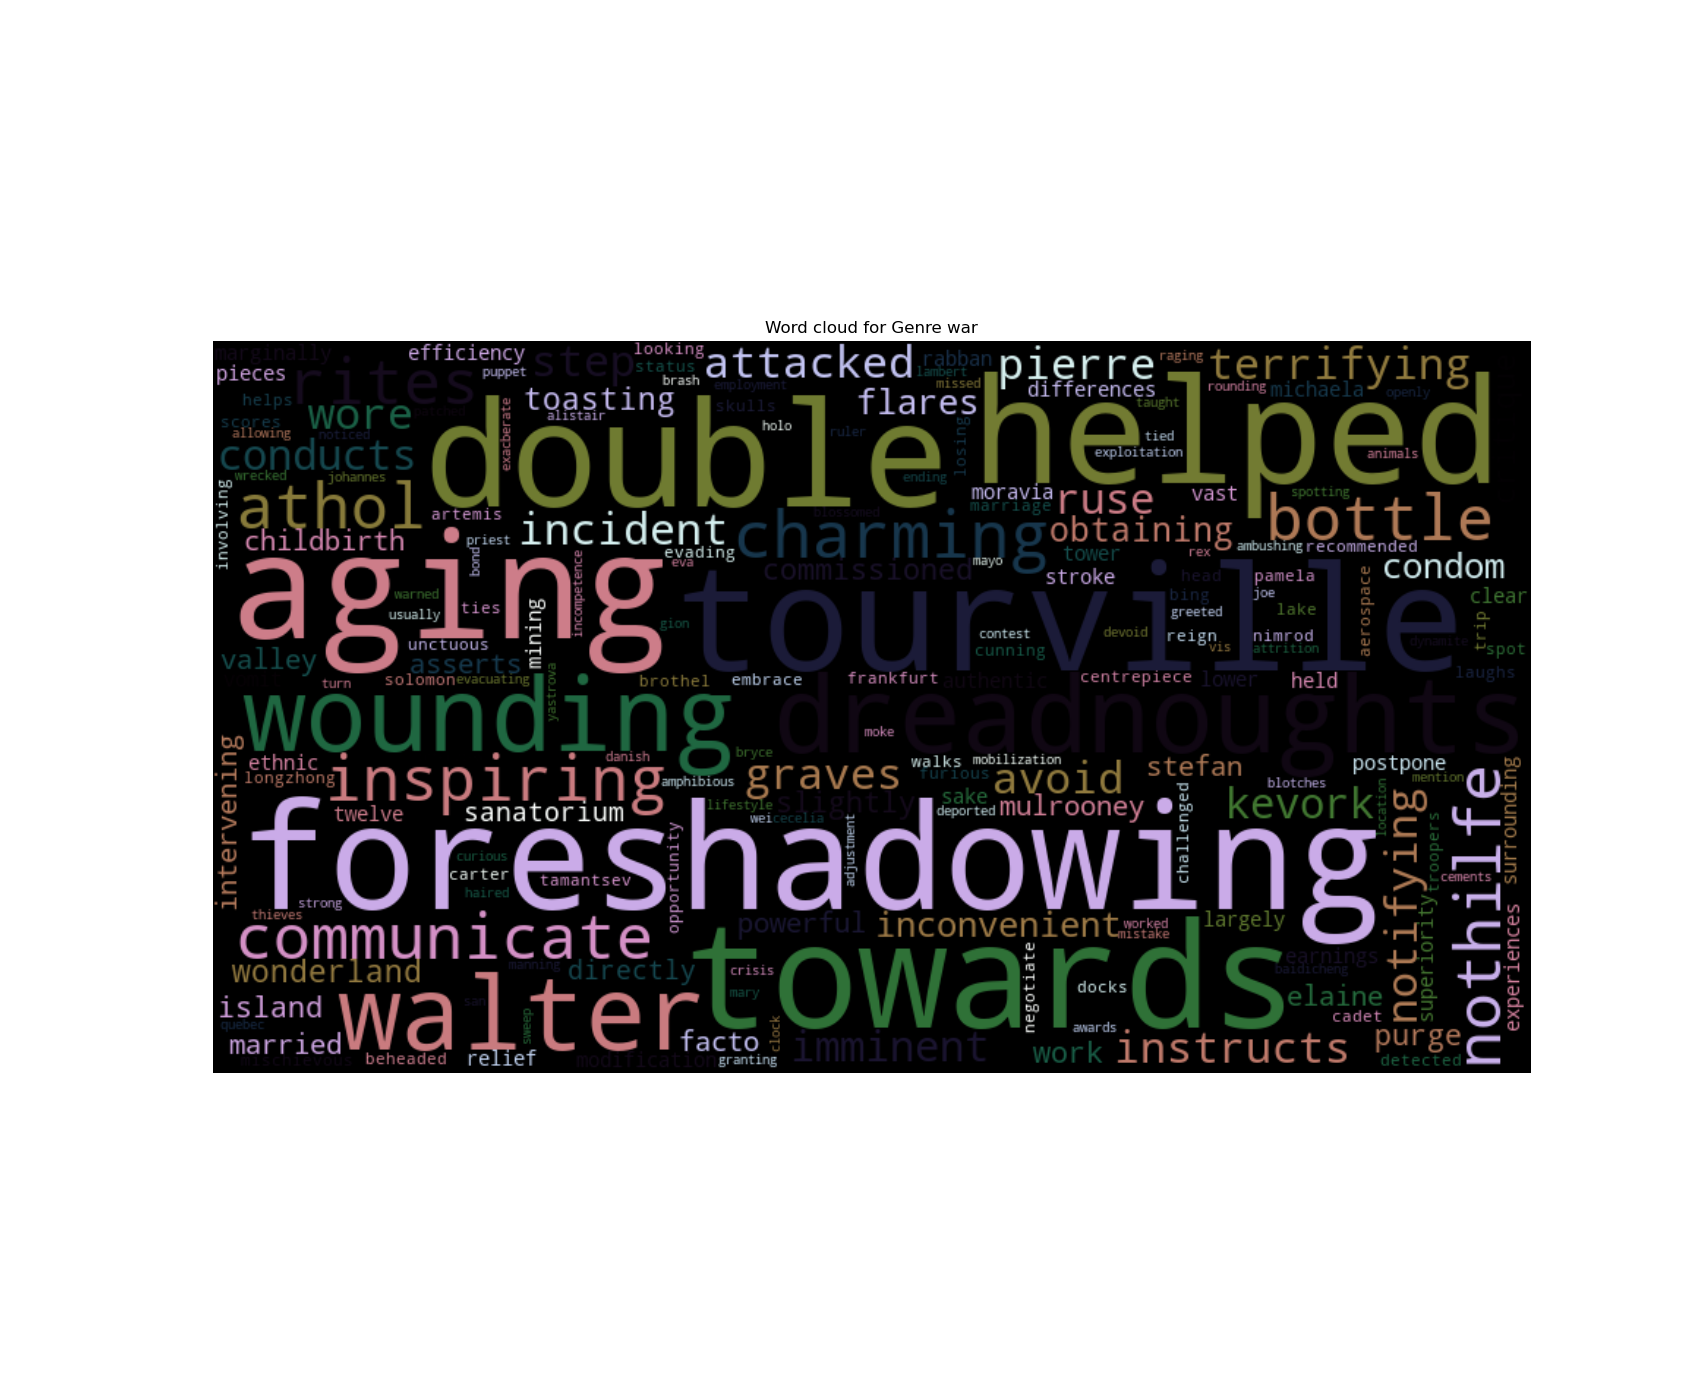 Word cloud for Genre war
marginally
efficiency
step
looking
attacked
rabban
pierre
raging
terrifying
pieces
rites
puppet
status
brash
lambert
employment
missed
differences
rounding
michaela
openly
helps
wore
toasting
skulls
flares
taught
helped
scores
patched
alistair
holo
ruler
allowing
noticed
exacberate
double
losing
tied
exploitation
animals
conducts
wrecked
johannes
ending
involving
athol
moravia
marriage
ruse
vast
spotting
bottle
artemis
incident
blossomed
charming
obtaining
childbirth
priest
bond
evading
eva
mayo
tower
rex
ambushing
recommended
aging
incompetence
commissioned
stroke
head
pamela
condom
aerospace
warned
usually
ties
mining
gion
tourville
bing
joe
greeted
lake
clear
trip
unctuous
contest
cunning
devoid
reign
vis
nimrod
attrition
dynamite
spot
valley
asserts
laughs
turn
solomon
evacuating
yastrova
brothel
embrace
frankfurt
authentic
centrepiece
lower
held
wounding
dreadnoughts
moke
intervening
ethnic
longzhong
danish
bryce
inspiring
amphibious
graves
walks
mobilization
furious
avoid
stefan
postpone
blotches
mention
surrounding
nothilfe
twelve
sanatorium
lifestyle
slightly
sake
deported
mulrooney
challenged
kevork
location
notifying
wei
cecelia
adjustment
opportunity
troopers
superiority
foreshadowing
curious
carter
haired
tamantsev
cements
strong
thieves
powerful
inconvenient
worked
mistake
largely
experiences
communicate
towards
wonderland
manning
directly
crisis
negotiate
earnings
baidicheng
island
walter
san
mary
docks
elaine
quebec
sweep
clock
awards
cadet
married
facto
purge
mischievous
beheaded
relief
modification
granting
imminent
work
instructs
detected